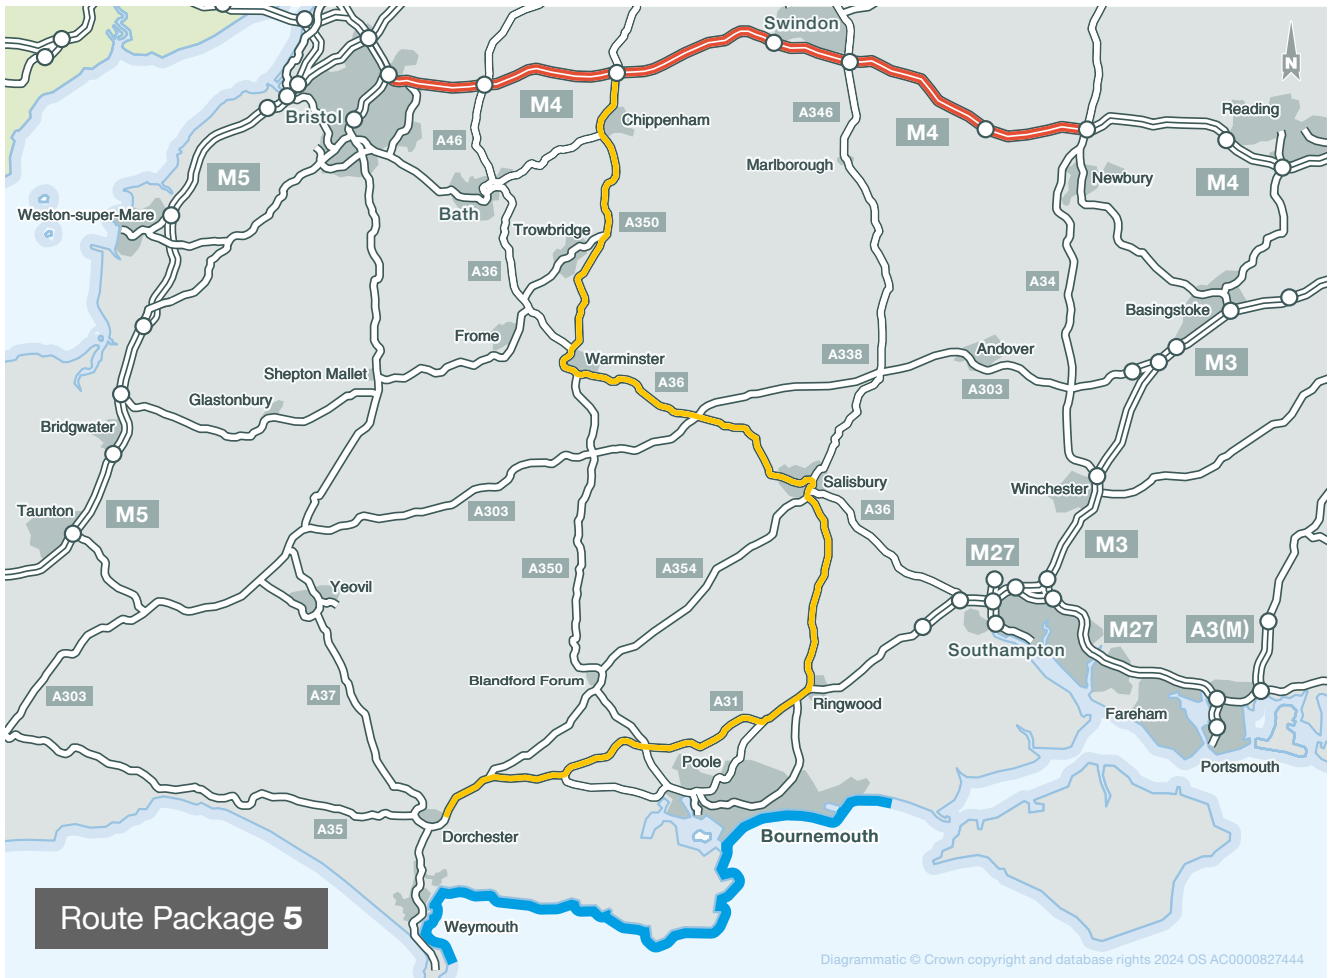 Swindon
N
M4
Chippenham
A346
M4
Reading
Bristol
A46
Marlborough
M5
Newbury
M4
Weston-super-Mare
Bath
Trowbridge
A350
A36
A34
Basingstoke
Frome
Warminster
A338
Andover
M3
Shepton Mallet
A36
A303
Glastonbury
Bridgwater
Salisbury
Winchester
Taunton
M5
A303
A36
M27
M3
A350
A354
Yeovil
M27
A3(M)
Southampton
Blandford Forum
A303
A37
A31
Ringwood
Fareham
Poole
Portsmouth
A35
Dorchester
Bournemouth
Route Package 5
Weymouth
Diagrammatic © Crown copyright and database rights 2024 OS AC0000827444